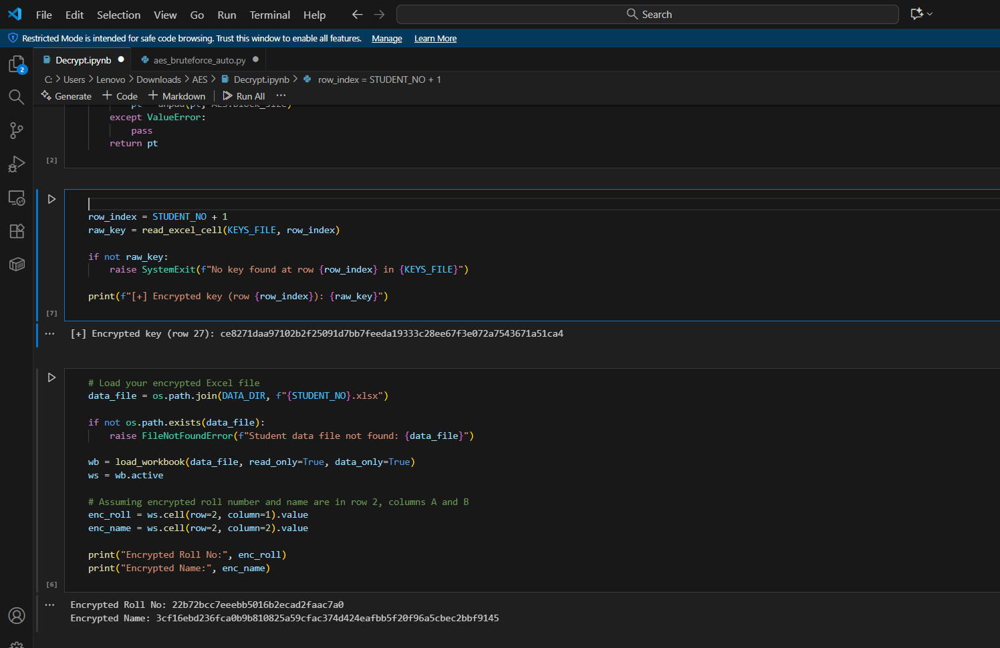 File Edit Selection View Go Run Terminal Help Search
Restricted Mode is intended for safe code browsing. Trust this window to enable all features. Manage Learn More
2
Decrypt.ipynb aes_bruteforce_auto.py
C: > Users > Lenovo > Downloads > AES > Decrypt.ipynb > row_index = STUDENT_NO + 1
Generate + Code + Markdown | Run All ...
pt = unpad(pt, AES.block_size)
except ValueError:
pass
return pt
[2]
row_index = STUDENT_NO + 1
raw_key = read_excel_cell(KEYS_FILE, row_index)
if not raw_key:
raise SystemExit(f"No key found at row {row_index} in {KEYS_FILE}")
print(f"[+] Encrypted key (row {row_index}): {raw_key}")
[7]
... [+] Encrypted key (row 27): ce8271daa97102b2f25091d7bb7feeda19333c28ee67f3e072a7543671a51ca4
# Load your encrypted Excel file
data_file = os.path.join(DATA_DIR, f"{STUDENT_NO}.xlsx")
if not os.path.exists(data_file):
raise FileNotFoundError(f"Student data file not found: {data_file}")
wb = load_workbook(data_file, read_only=True, data_only=True)
ws = wb.active
# Assuming encrypted roll number and name are in row 2, columns A and B
enc_roll = ws.cell(row=2, column=1).value
enc_name = ws.cell(row=2, column=2).value
print("Encrypted Roll No:", enc_roll)
print("Encrypted Name:", enc_name)
[6]
... Encrypted Roll No: 22b72bcc7eeebb5016b2ecad2faac7a0
Encrypted Name: 3cf16ebd236fca0b9b810825a59cfac374d424eafbb5f20f96a5cbec2bbf9145